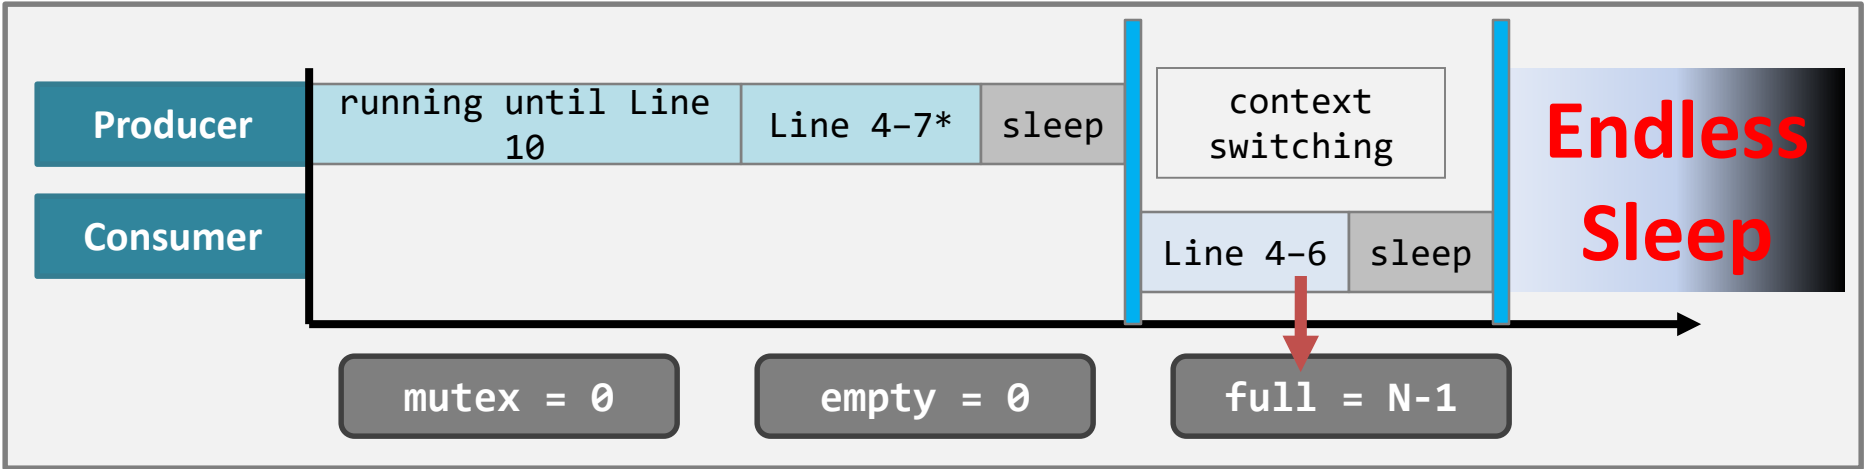 Producer
running until Line
10
Line 4–7*
sleep
context
switching
Endless
Sleep
Consumer
Line 4–6
sleep
mutex = 0
empty = 0
full = N-1